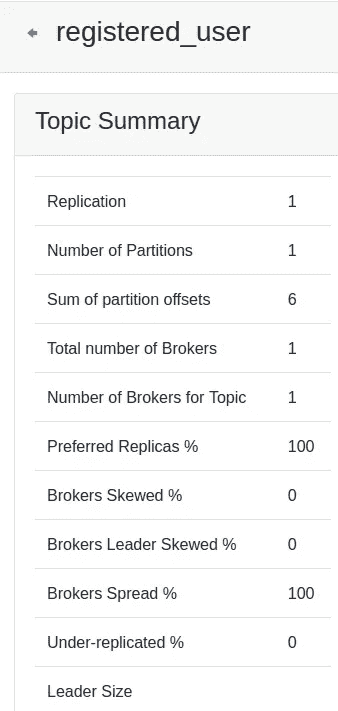 registered_user
Topic Summary
Replication 1
Number of Partitions 1
Sum of partition offsets 6
Total number of Brokers 1
Number of Brokers for Topic 1
Preferred Replicas % 100
Brokers Skewed % 0
Brokers Leader Skewed % 0
Brokers Spread % 100
Under-replicated % 0
Leader Size